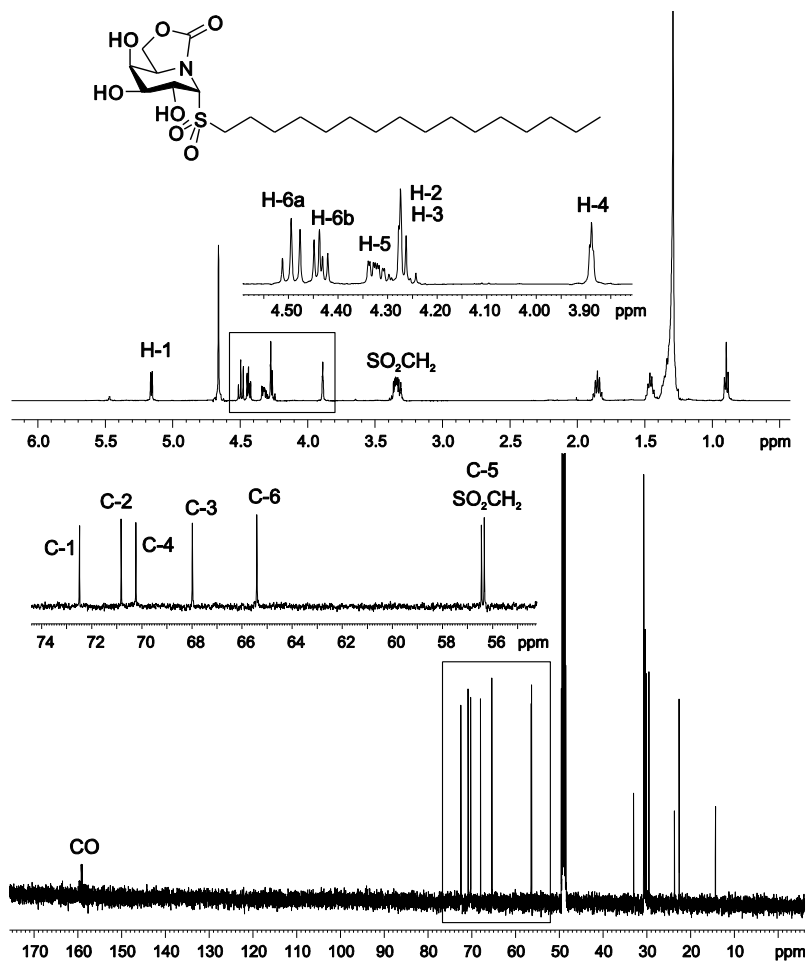 O
O
HO
N
HO
HO
S
O
O
H-6a
H-6b
H-5
H-2
H-3
H-4
4.50 4.40 4.30 4.20 4.10 4.00 3.90 ppm
H-1
SO₂CH₂
6.0 5.0 4.5 4.0 3.5 3.0 2.5 2.0 1.5 1.0 ppm
C-1
C-2
C-4
C-3
C-6
C-5
SO₂CH₂
74 72 70 68 66 64 62 60 58 56 ppm
CO
170 160 150 140 130 120 110 100 90 80 70 60 50 40 30 20 10 ppm